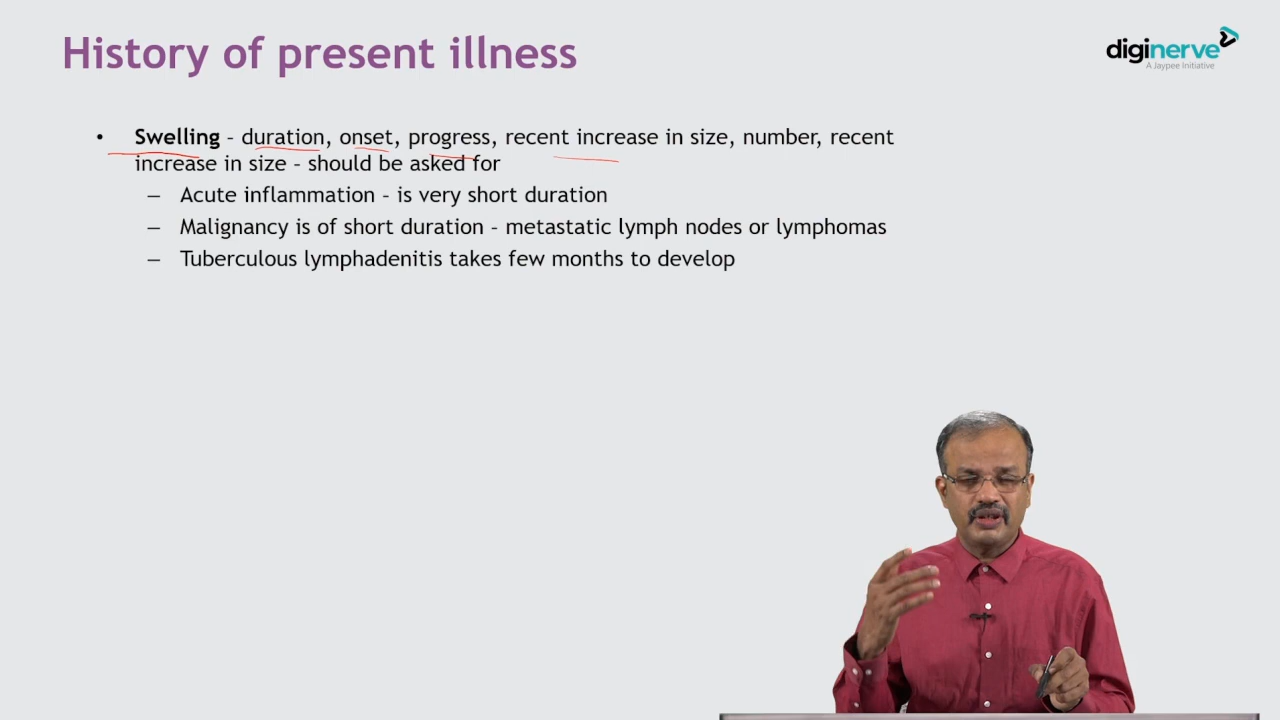 History of present illness
diginerve
A Jaypee Initiative
• Swelling – duration, onset, progress, recent increase in size, number, recent
increase in size – should be asked for
– Acute inflammation – is very short duration
– Malignancy is of short duration – metastatic lymph nodes or lymphomas
– Tuberculous lymphadenitis takes few months to develop